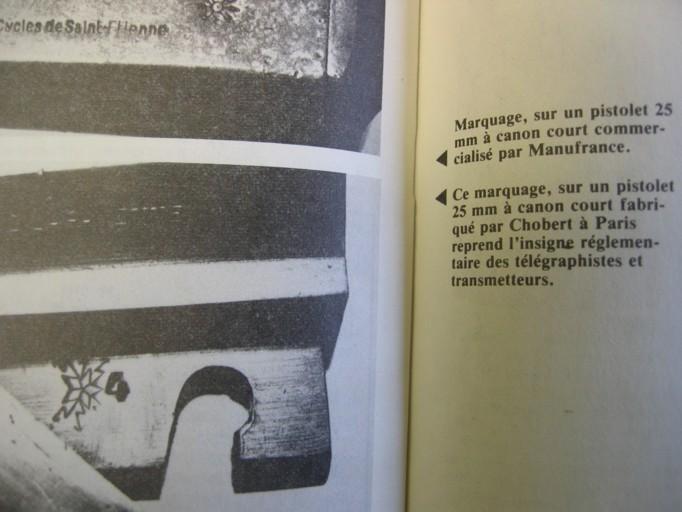 Cycles de Saint-Etienne
Marquage, sur un pistolet 25
mm à canon court commer-
cialisé par Manufrance.
Ce marquage, sur un pistolet
25 mm à canon court fabri-
qué par Chobert à Paris
reprend l'insigne réglemen-
taire des télégraphistes et
transmetteurs.
4